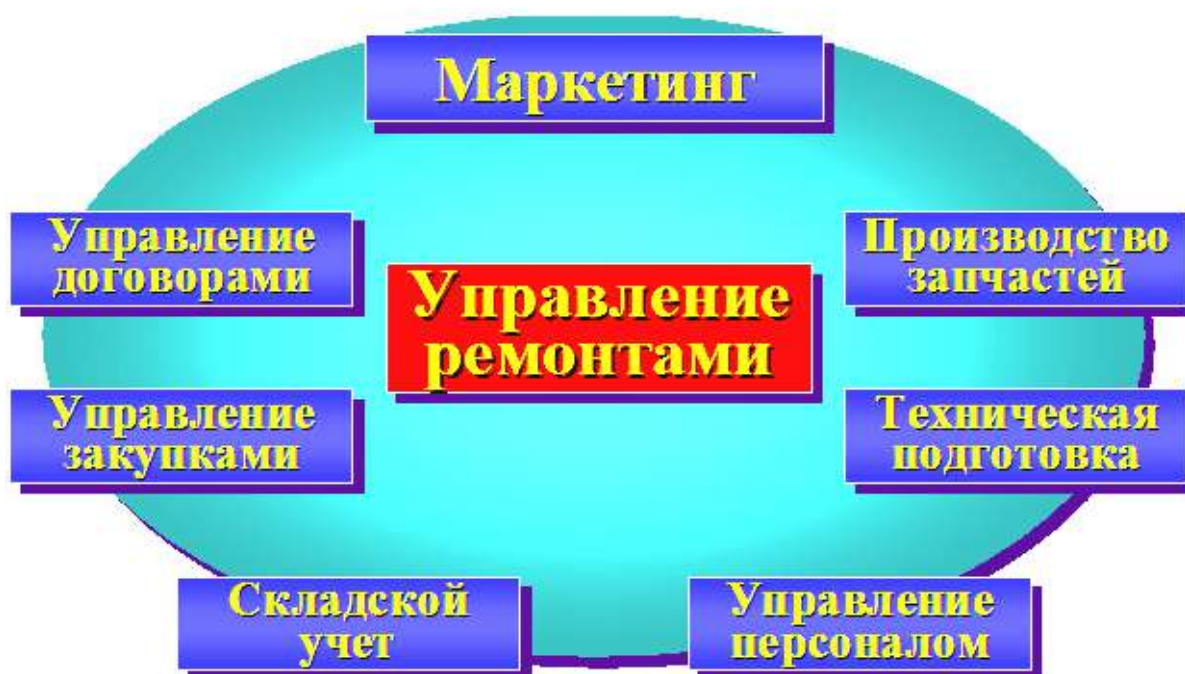 Маркетинг
Управление
договорами
Производство
запчастей
Управление
ремонтами
Управление
закупками
Техническая
подготовка
Складской
учет
Управление
персоналом